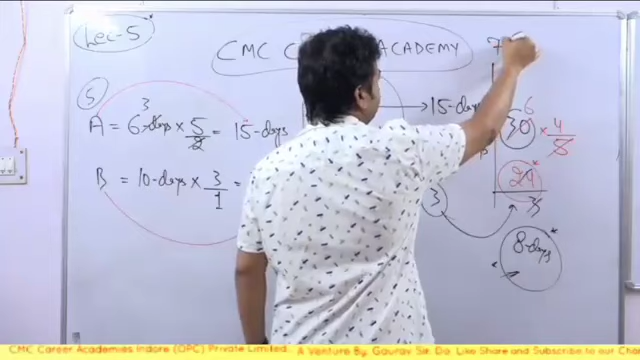 Lec-5
CMC C ACADEMY
5
3
A = 6-days × 5/2 = 15-days
15-days
6
30 × 4/5
B = 10-days × 3/1 =
24
3
3
8-days
CMC Career Academies Indore (OPC) Private Limited. A Venture By Gaurav Sir. Do Like Share and Subscribe to our Ch